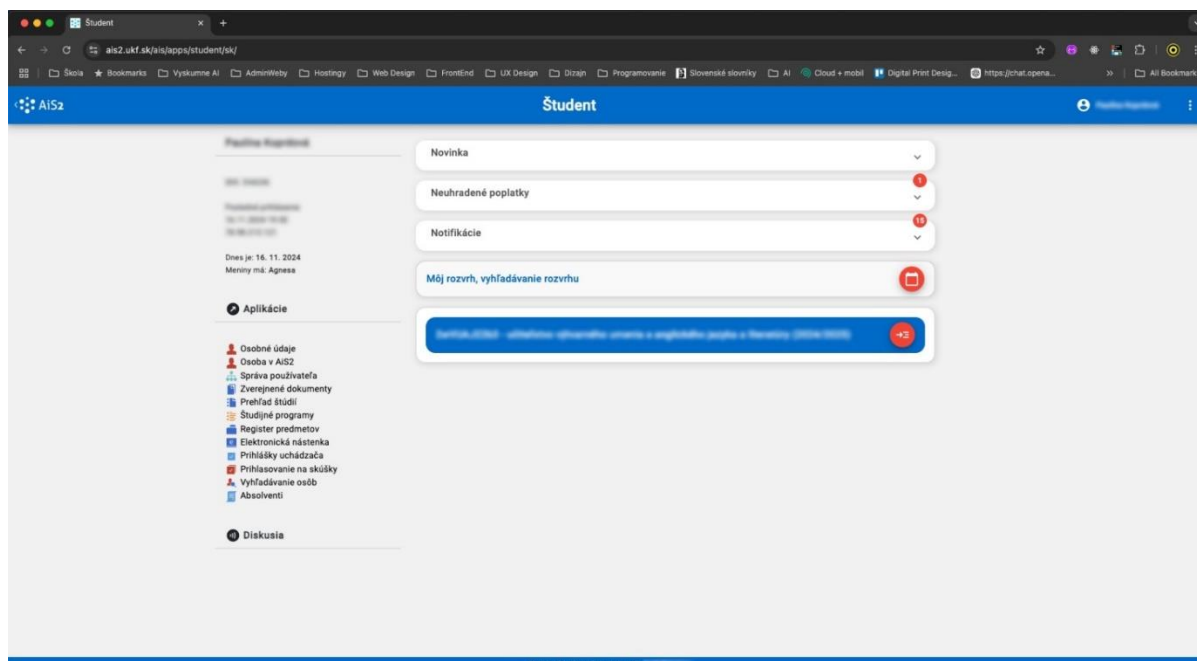 Študent
ais2.ukf.sk/ais/apps/student/sk/
Škola Bookmarks Vyskumne AI AdminWeby Hostingy Web Design FrontEnd UX Design Dizajn Programovanie Slovenské slovníky AI Cloud + mobil Digital Print Desig... https://chat.opena... » All Bookmark
AiS2 Študent
Novinka
Neuhradené poplatky 1
Notifikácie 15
Dnes je: 16. 11. 2024
Meniny má: Agnesa
Môj rozvrh, vyhľadávanie rozvrhu
Aplikácie
Osobné údaje
Osoba v AiS2
Správa používateľa
Zverejnené dokumenty
Prehľad štúdií
Študijné programy
Register predmetov
Elektronická nástenka
Prihlášky uchádzača
Prihlasovanie na skúšky
Vyhľadávanie osôb
Absolventi
Diskusia